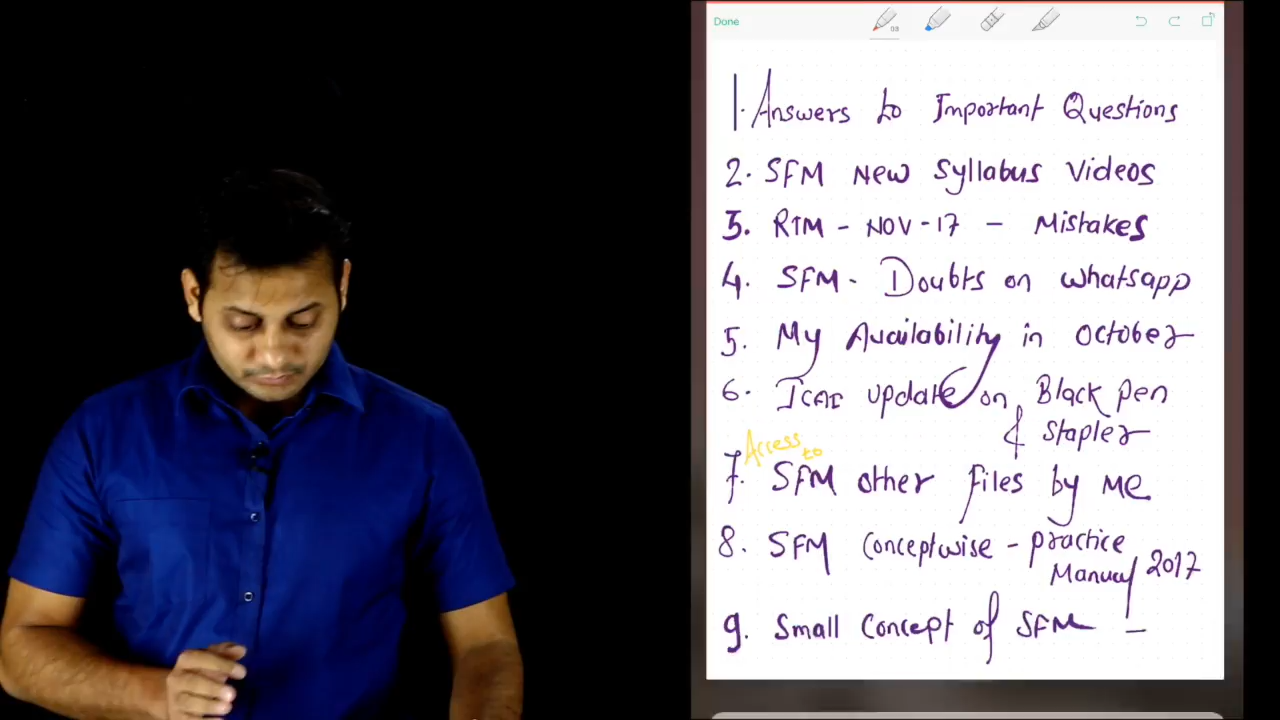 Done
1. Answers to Important Questions
2. SFM New Syllabus Videos
3. RTM - NOV - 17 - Mistakes
4. SFM - Doubts on whatsapp
5. My Availability in October
6. ICAI update on Black Pen
& Stapler
Access to
7. SFM other files by ME
8. SFM Conceptwise - practice
Manual 2017
9. Small Concept of SFM -